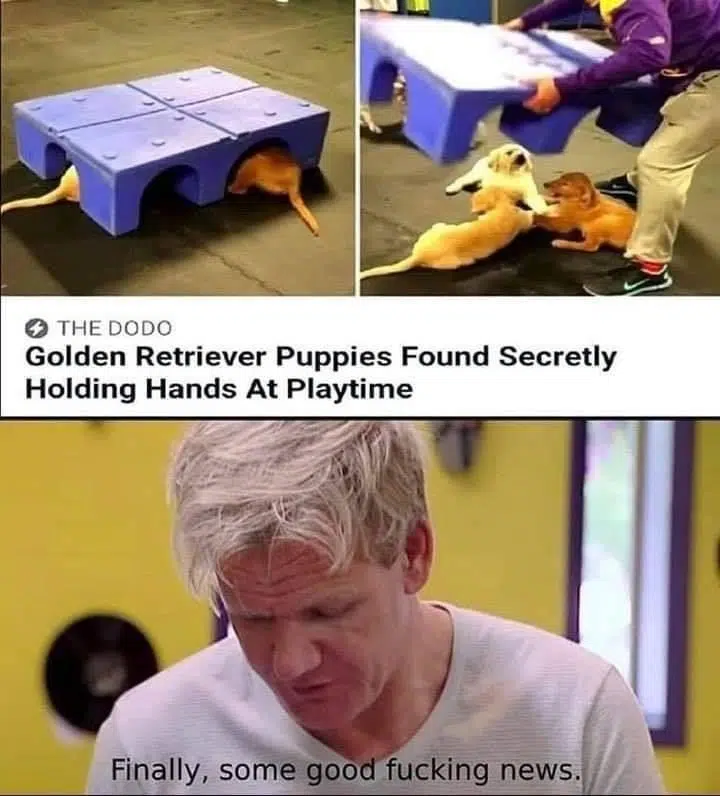 THE DODO
Golden Retriever Puppies Found Secretly
Holding Hands At Playtime
Finally, some good fucking news.